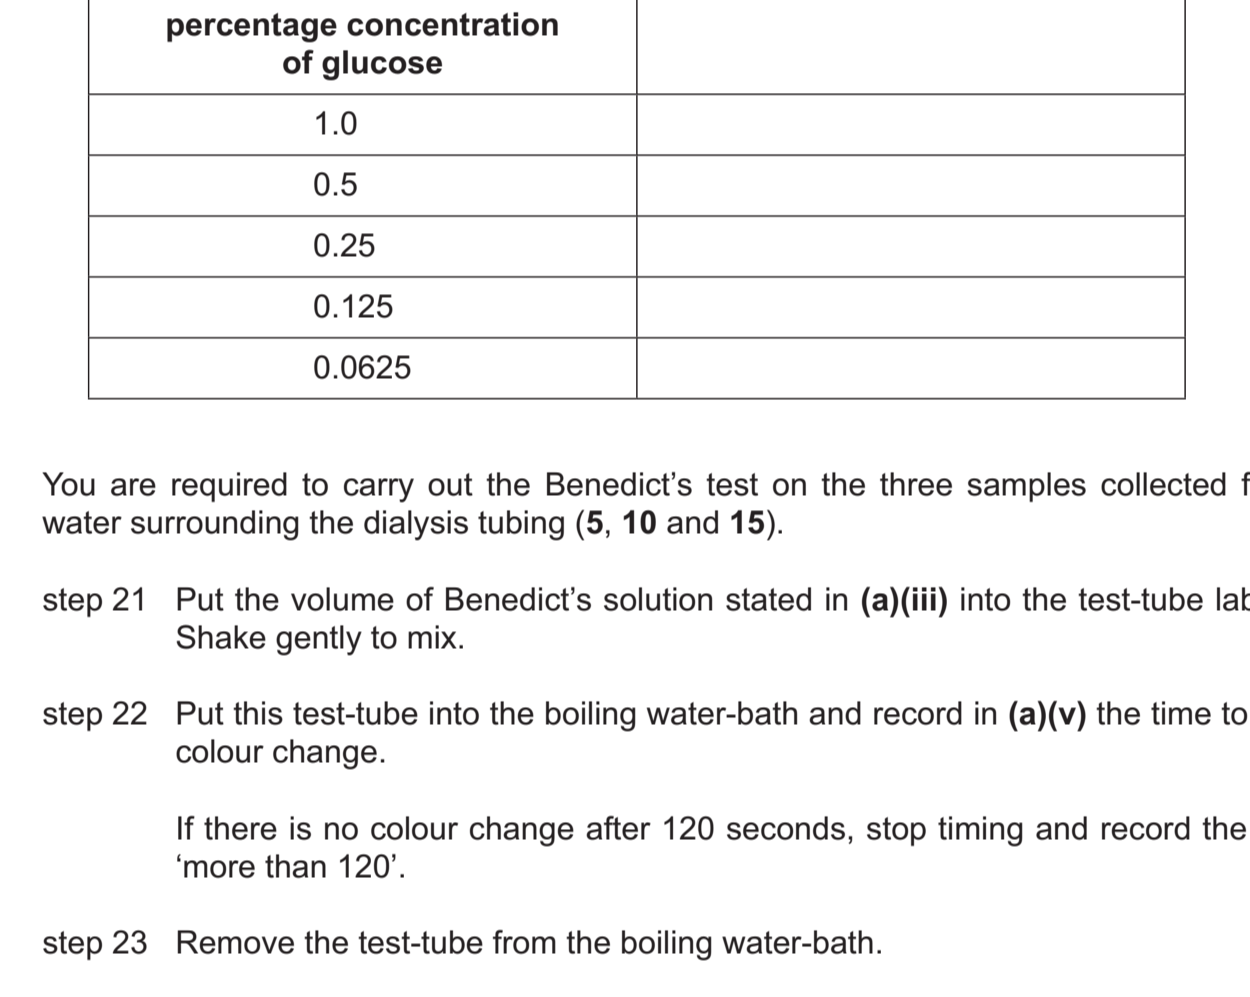 percentage concentration
of glucose
1.0
0.5
0.25
0.125
0.0625
You are required to carry out the Benedict’s test on the three samples collected
water surrounding the dialysis tubing (5, 10 and 15).
step 21 Put the volume of Benedict’s solution stated in (a)(iii) into the test-tube
Shake gently to mix.
step 22 Put this test-tube into the boiling water-bath and record in (a)(v) the time to
colour change.
If there is no colour change after 120 seconds, stop timing and record the
‘more than 120’.
step 23 Remove the test-tube from the boiling water-bath.